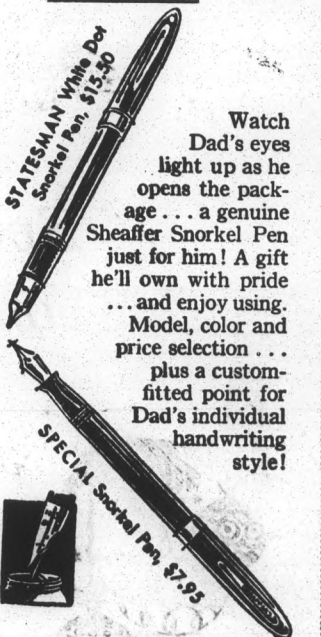 STATESMAN White Dot
Snorkel Pen, $15.50
Watch
Dad's eyes
light up as he
opens the pack-
age . . . a genuine
Sheaffer Snorkel Pen
just for him! A gift
he'll own with pride
...and enjoy using.
Model, color and
price selection . . .
plus a custom-
fitted point for
Dad's individual
handwriting
style!
SPECIAL Snorkel Pen, $7.95